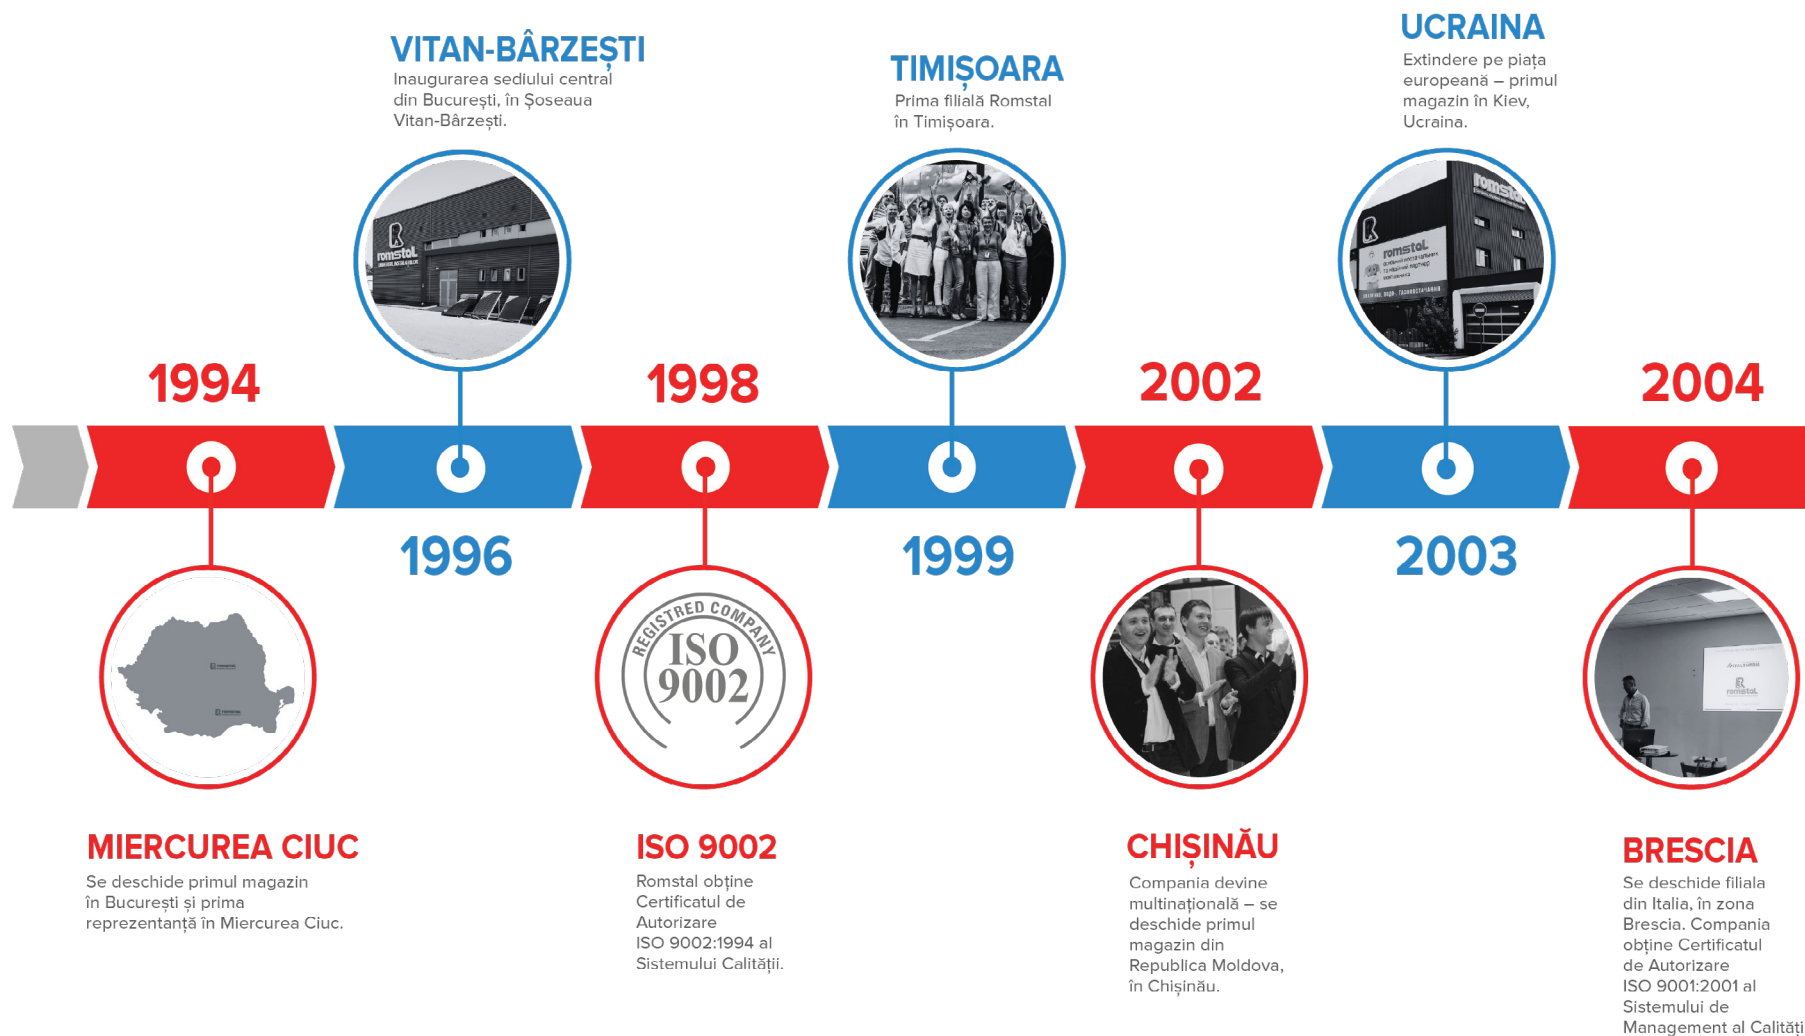 VITAN-BÂRZEȘTI
Inaugurarea sediului central
din București, în Șoseaua
Vitan-Bârzești.
TIMIȘOARA
Prima filială Romstal
în Timișoara.
UCRAINA
Extindere pe piața
europeană – primul
magazin în Kiev,
Ucraina.
romstal
romstal
romstal
1994
1998
2002
2004
1996
1999
2003
REGISTRED COMPANY
ISO
9002
romstal
MIERCUREA CIUC
Se deschide primul magazin
în București și prima
reprezentanță în Miercurea Ciuc.
ISO 9002
Romstal obține
Certificatul de
Autorizare
ISO 9002:1994 al
Sistemului Calității.
CHIȘINĂU
Compania devine
multinațională – se
deschide primul
magazin din
Republica Moldova,
în Chișinău.
BRESCIA
Se deschide filiala
din Italia, în zona
Brescia. Compania
obține Certificatul
de Autorizare
ISO 9001:2001 al
Sistemului de
Management al Calități